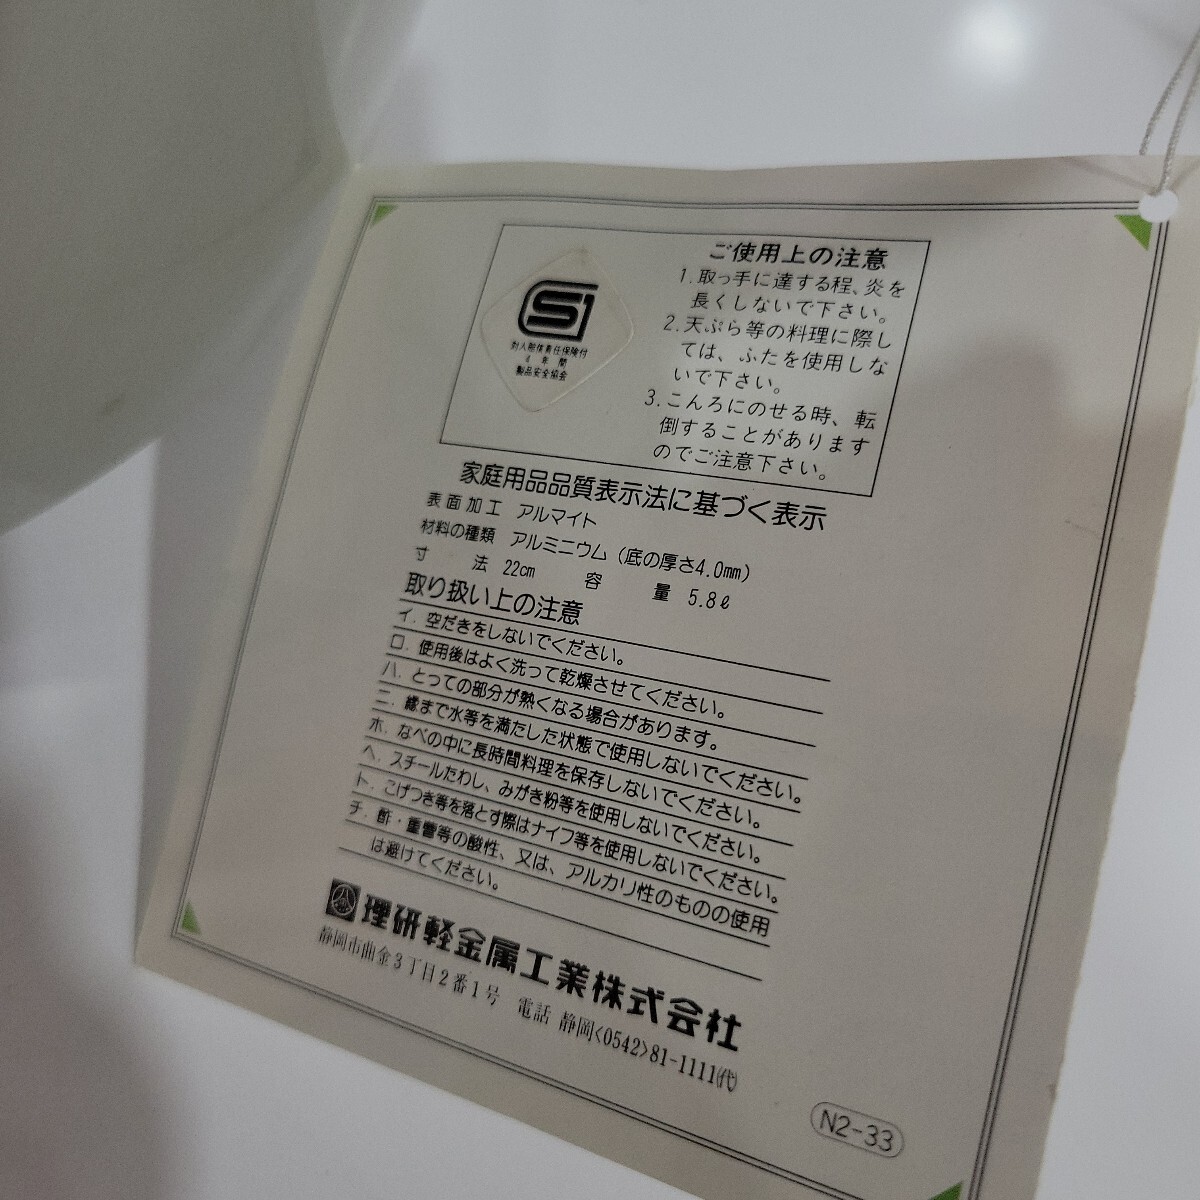 SG
対人賠償責任保険付
4年間
製品安全協会
ご使用上の注意
1. 取っ手に達する程、炎を
長くしないで下さい。
2. 天ぷら等の料理に際し
ては、ふたを使用しな
いで下さい。
3. こんろにのせる時、転
倒することがあります
のでご注意下さい。
家庭用品品質表示法に基づく表示
表面加工 アルマイト
材料の種類 アルミニウム（底の厚さ4.0mm）
寸法 22cm 容量 5.8ℓ
取り扱い上の注意
イ. 空だきをしないでください。
ロ. 使用後はよく洗って乾燥させてください。
ハ. とっての部分が熱くなる場合があります。
ニ. 縁まで水等を満たした状態で使用しないでください。
ホ. なべの中に長時間料理を保存しないでください。
ヘ. スチールたわし、みがき粉等を使用しないでください。
ト. こげつき等を落とす際はナイフ等を使用しないでください。
チ. 酢・重曹等の酸性、又は、アルカリ性のものの使用
は避けてください。
理研軽金属工業株式会社
静岡市曲金3丁目2番1号 電話 静岡〈0542〉81-1111(代)
N2-33